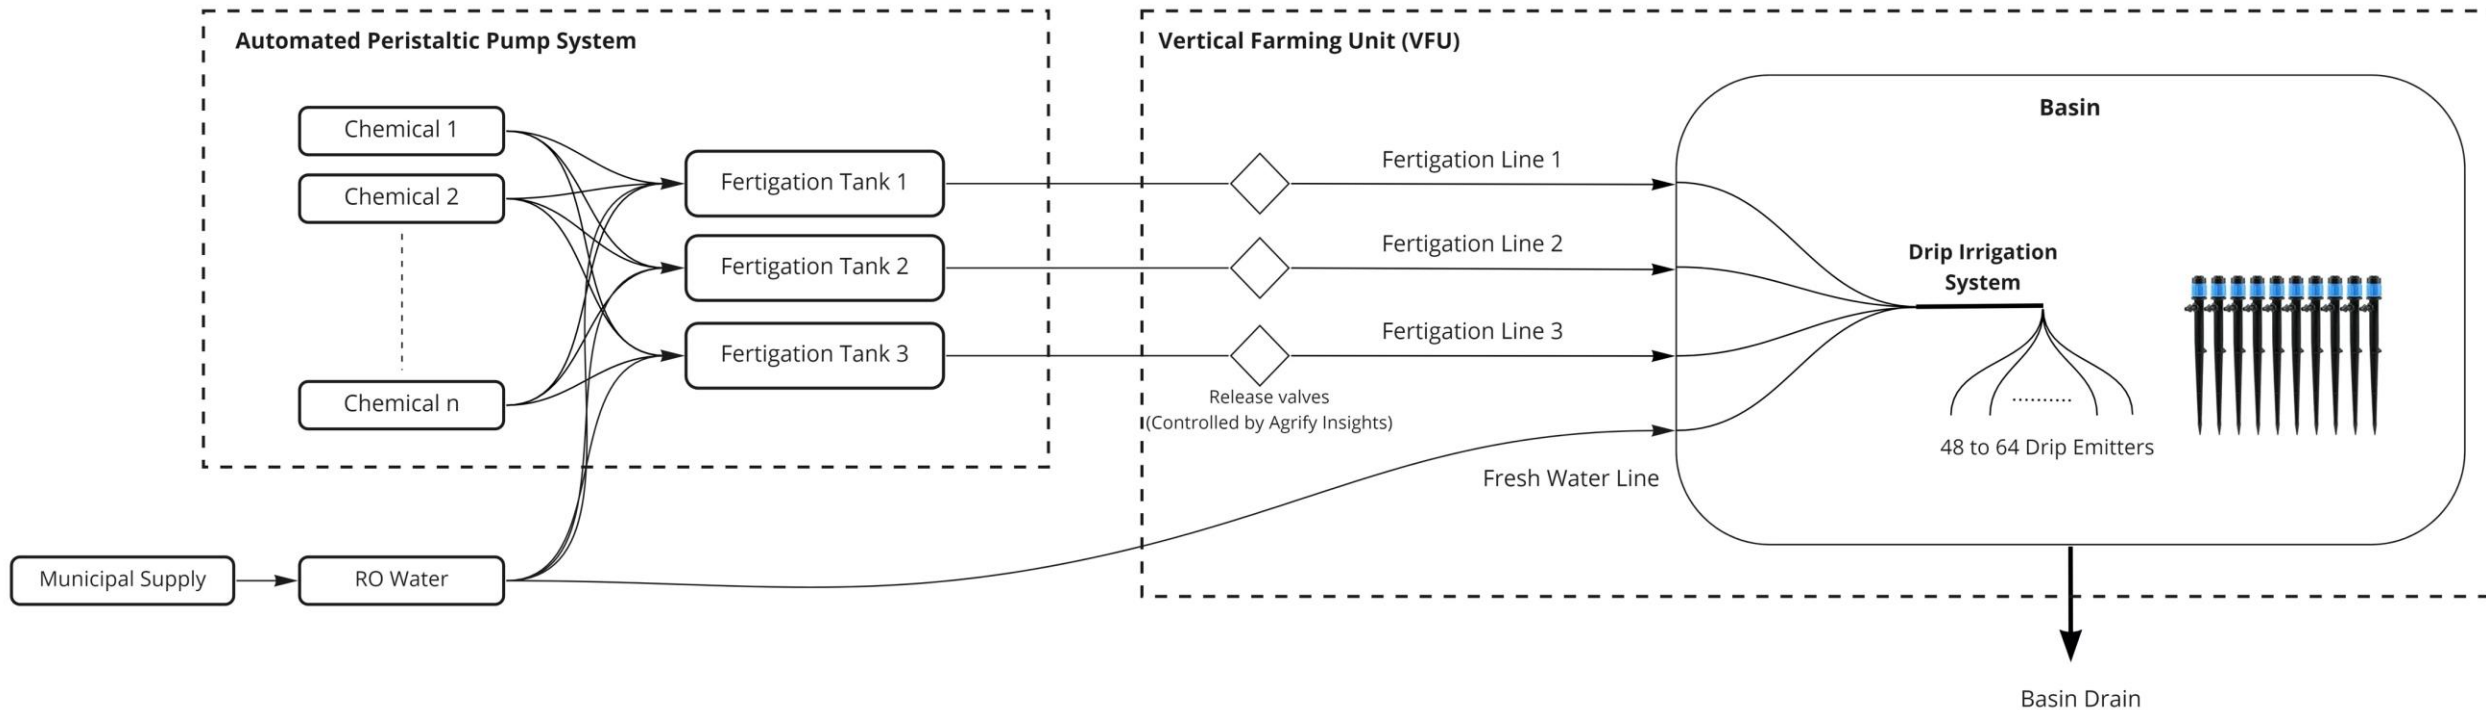 Automated Peristaltic Pump System
Chemical 1
Chemical 2
Chemical n
Fertigation Tank 1
Fertigation Tank 2
Fertigation Tank 3
Municipal Supply
RO Water
Vertical Farming Unit (VFU)
Fertigation Line 1
Fertigation Line 2
Fertigation Line 3
Release valves
(Controlled by Agrify Insights)
Fresh Water Line
Basin
Drip Irrigation
System
..........
48 to 64 Drip Emitters
Basin Drain